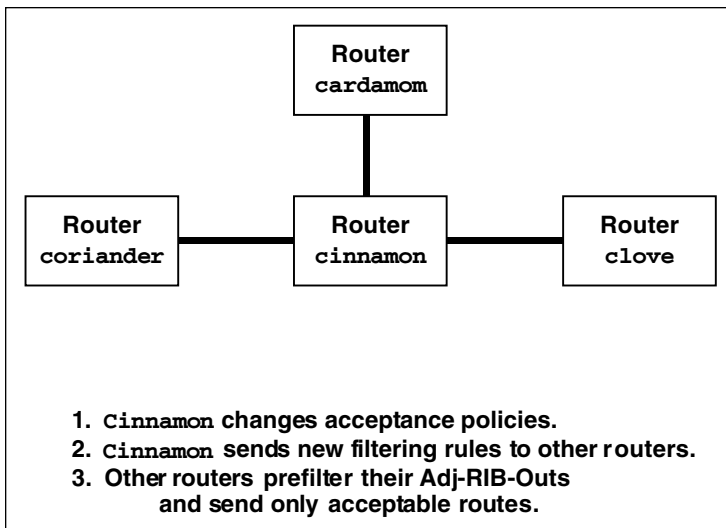 Router
cardamom
Router
coriander
Router
cinnamon
Router
clove
1. Cinnamon changes acceptance policies.
2. Cinnamon sends new filtering rules to other routers.
3. Other routers prefilter their Adj-RIB-Outs
and send only acceptable routes.